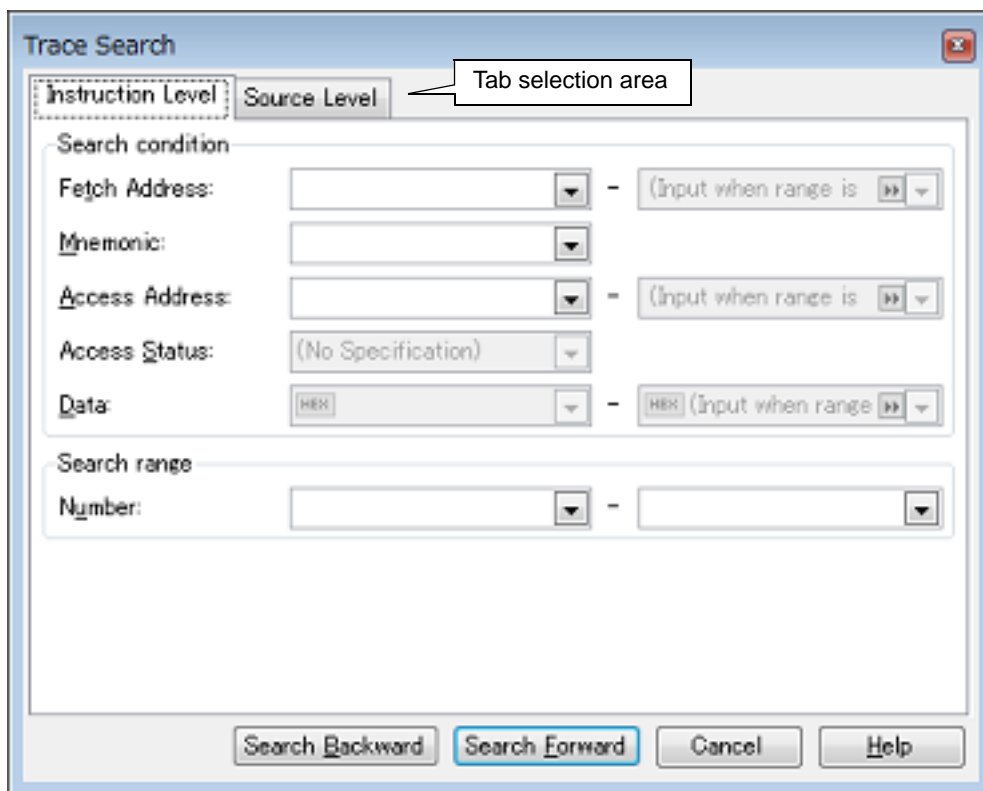 Trace Search
Instruction Level Source Level Tab selection area
Search condition
Fetch Address: - (Input when range is
Mnemonic:
Access Address: - (Input when range is
Access Status: (No Specification)
Data: HEX - HEX (Input when range
Search range
Number: -
Search Backward Search Forward Cancel Help